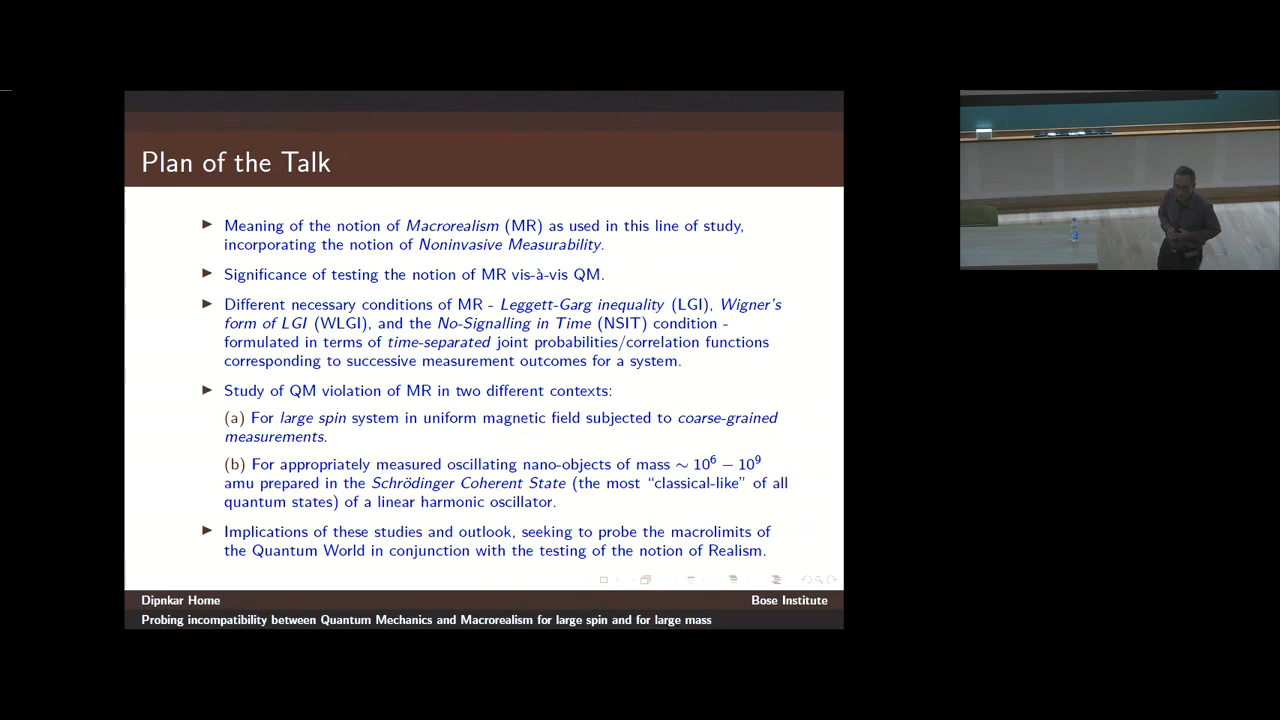 Plan of the Talk
Meaning of the notion of Macrorealism (MR) as used in this line of study,
incorporating the notion of Noninvasive Measurability.
Significance of testing the notion of MR vis-à-vis QM.
Different necessary conditions of MR - Leggett-Garg inequality (LGI), Wigner's
form of LGI (WLGI), and the No-Signalling in Time (NSIT) condition -
formulated in terms of time-separated joint probabilities/correlation functions
corresponding to successive measurement outcomes for a system.
Study of QM violation of MR in two different contexts:
(a) For large spin system in uniform magnetic field subjected to coarse-grained
measurements.
(b) For appropriately measured oscillating nano-objects of mass ∼ 10⁶ − 10⁹
amu prepared in the Schrödinger Coherent State (the most “classical-like” of all
quantum states) of a linear harmonic oscillator.
Implications of these studies and outlook, seeking to probe the macrolimits of
the Quantum World in conjunction with the testing of the notion of Realism.
Dipnkar Home
Bose Institute
Probing incompatibility between Quantum Mechanics and Macrorealism for large spin and for large mass